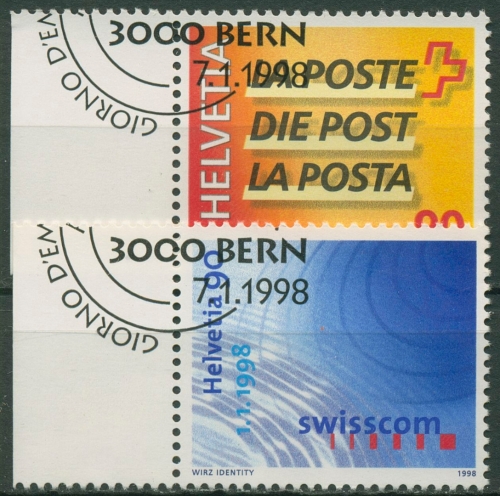 3000 BERN
7.1.1998
GIORNO D'EM
HELVETIA
LA POSTE
DIE POST
LA POSTA
90
3000 BERN
7.1.1998
GIORNO D'EM
Helvetia 90
1.1.1998
swisscom
WIRZ IDENTITY
1998